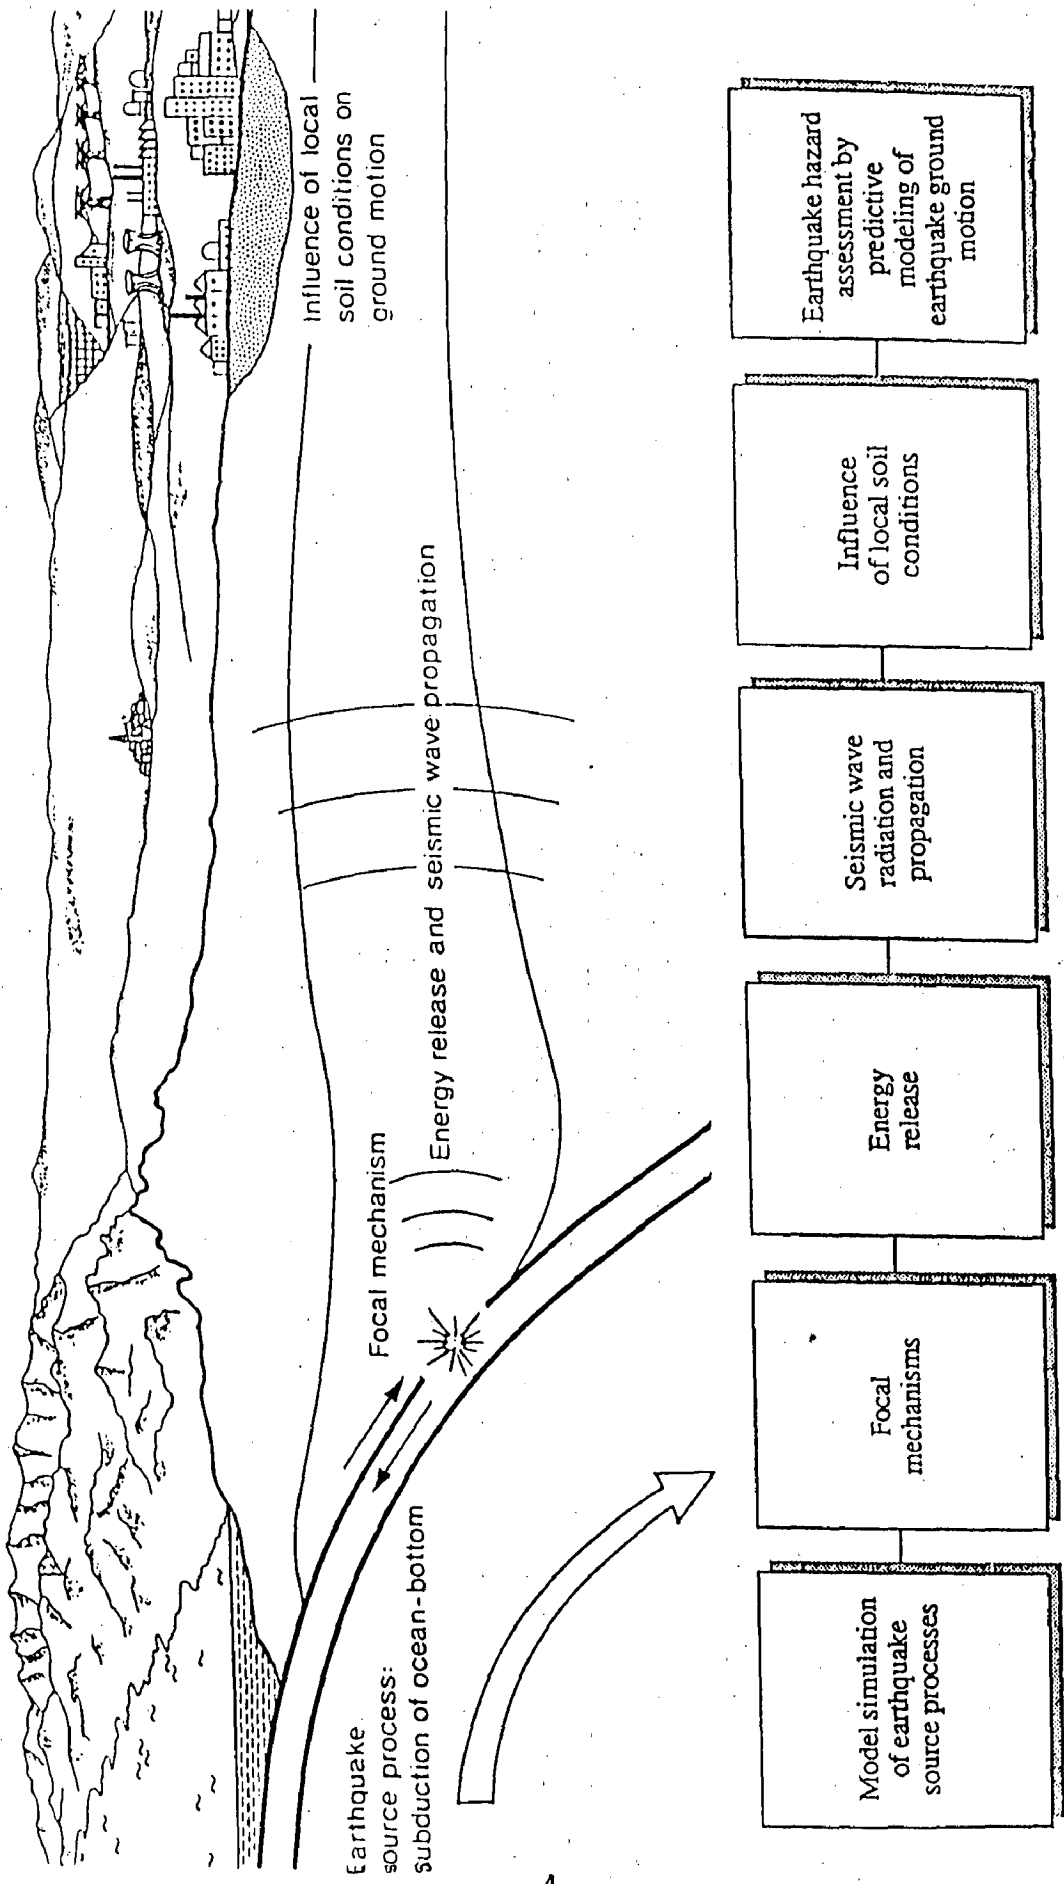 Influence of local
soil conditions on
ground motion
Energy release and seismic wave propagation
Focal mechanism
Earthquake
source process:
subduction of ocean-bottom
Model simulation
of earthquake
source processes
Focal
mechanisms
Energy
release
Seismic wave
radiation and
propagation
Influence
of local soil
conditions
Earthquake hazard
assessment by
predictive
modeling of
earthquake ground
motion